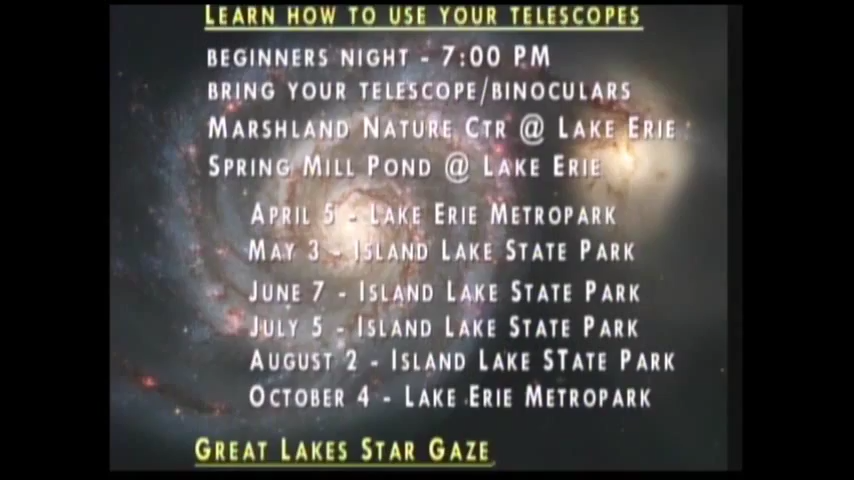 LEARN HOW TO USE YOUR TELESCOPES
BEGINNERS NIGHT - 7:00 PM
BRING YOUR TELESCOPE/BINOCULARS
MARSHLAND NATURE CTR @ LAKE ERIE
SPRING MILL POND @ LAKE ERIE
APRIL 5 - LAKE ERIE METROPARK
MAY 3 - ISLAND LAKE STATE PARK
JUNE 7 - ISLAND LAKE STATE PARK
JULY 5 - ISLAND LAKE STATE PARK
AUGUST 2 - ISLAND LAKE STATE PARK
OCTOBER 4 - LAKE ERIE METROPARK
GREAT LAKES STAR GAZE